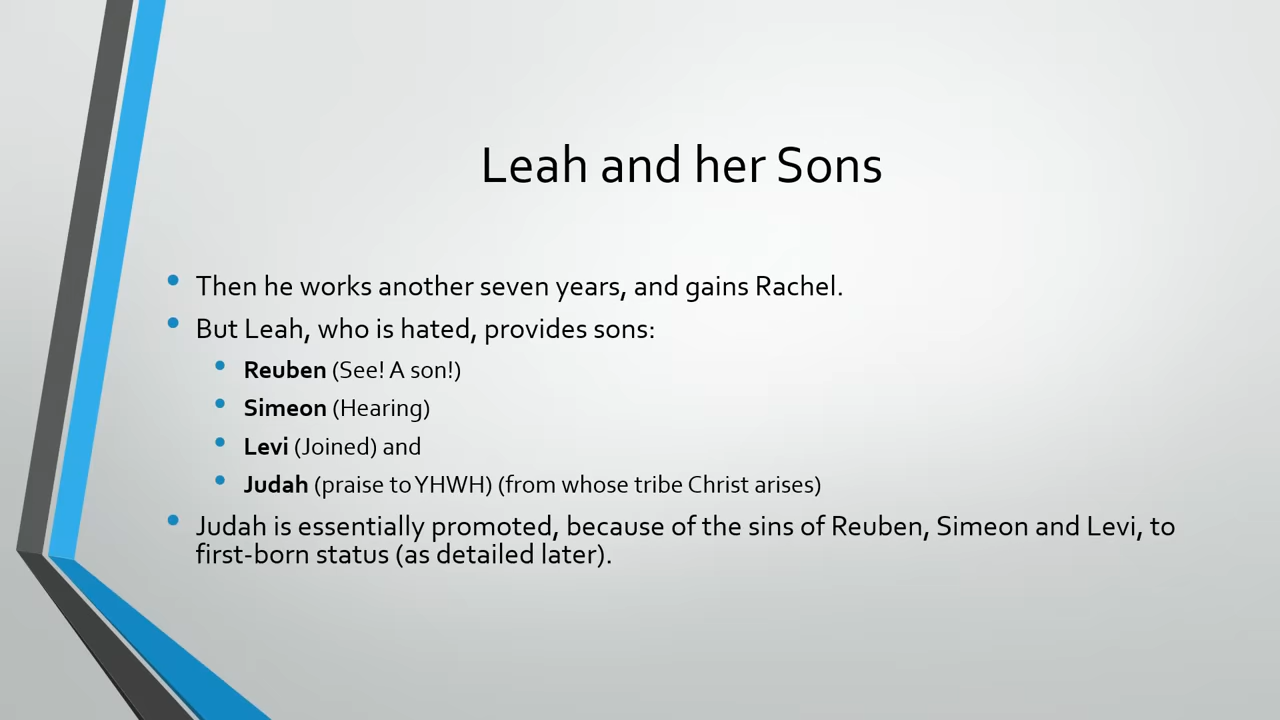 Leah and her Sons
• Then he works another seven years, and gains Rachel.
• But Leah, who is hated, provides sons:
• Reuben (See! A son!)
• Simeon (Hearing)
• Levi (Joined) and
• Judah (praise to YHWH) (from whose tribe Christ arises)
• Judah is essentially promoted, because of the sins of Reuben, Simeon and Levi, to
first-born status (as detailed later).